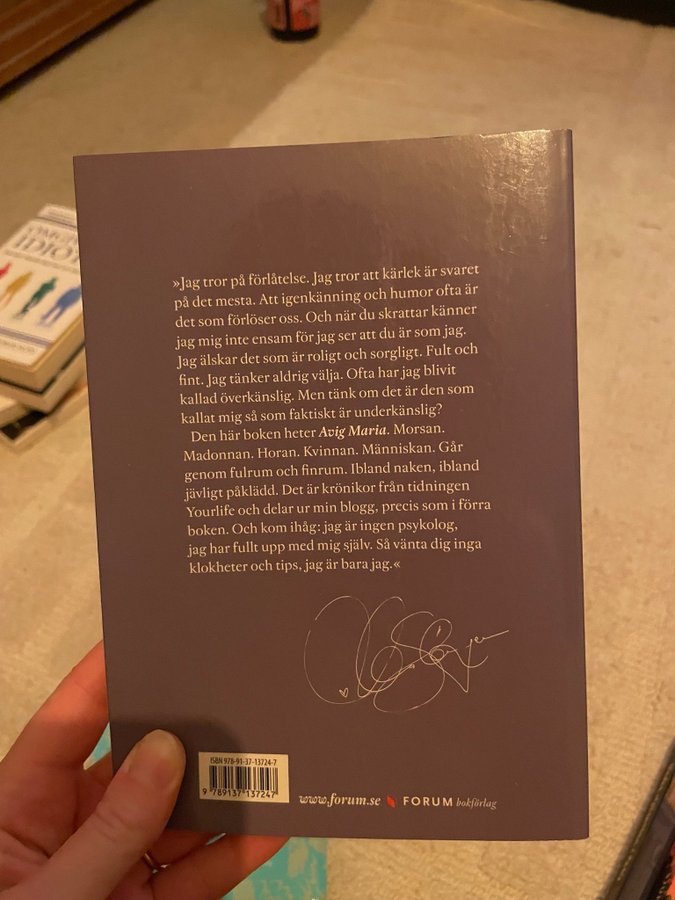 »Jag tror på förlåtelse. Jag tror att kärlek är svaret
på det mesta. Att igenkänning och humor ofta är
det som förlöser oss. Och när du skrattar känner
jag mig inte ensam för jag ser att du är som jag.
Jag älskar det som är roligt och sorgligt. Fult och
fint. Jag tänker aldrig välja. Ofta har jag blivit
kallad överkänslig. Men tänk om det är den som
kallat mig så som faktiskt är underkänslig?
Den här boken heter Avig Maria. Morsan.
Madonnan. Horan. Kvinnan. Människan. Går
genom fulrum och finrum. Ibland naken, ibland
jävligt påklädd. Det är krönikor från tidningen
Yourlife och delar ur min blogg, precis som i förra
boken. Och kom ihåg: jag är ingen psykolog,
jag har fullt upp med mig själv. Så vänta dig inga
klokheter och tips, jag är bara jag.«
ISBN 978-91-37-13724-7
9 789137 137247
www.forum.se FORUM bokförlag
IDIO